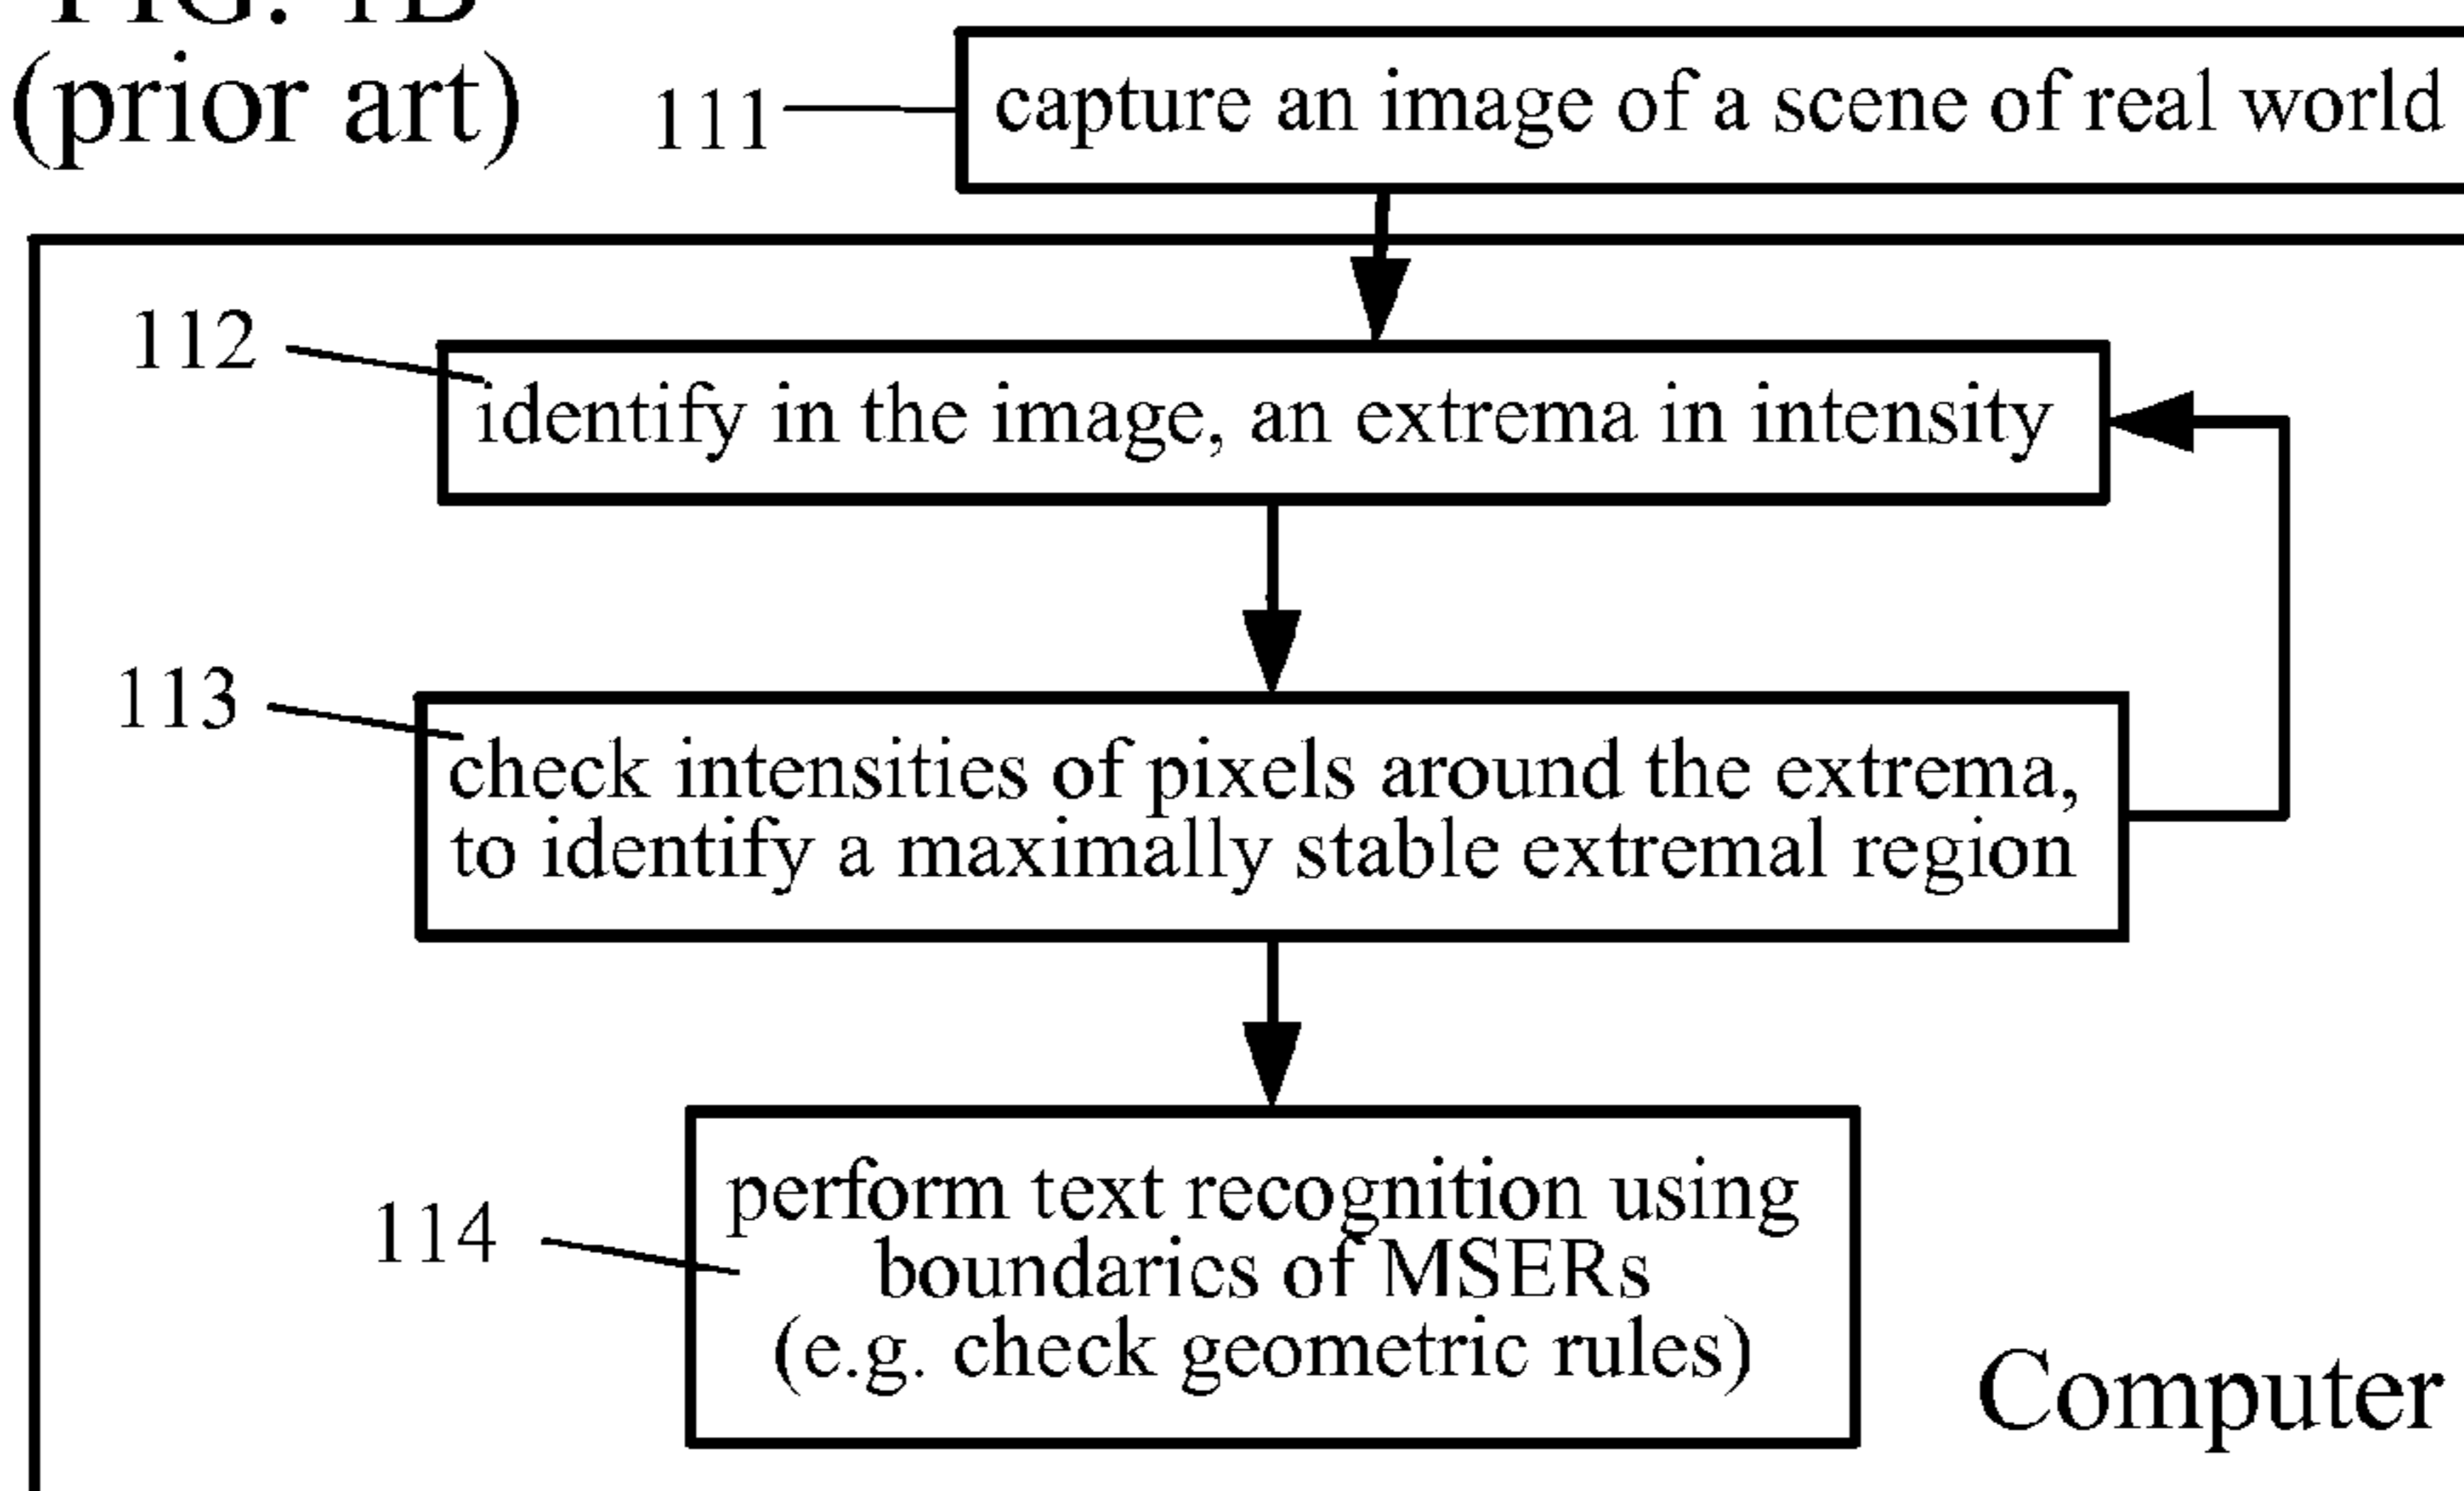 FIG. 1B
(prior art)
111
capture an image of a scene of real world
112
identify in the image, an extrema in intensity
113
check intensities of pixels around the extrema,
to identify a maximally stable extremal region
114
perform text recognition using
boundaries of MSERs
(e.g. check geometric rules)
Computer